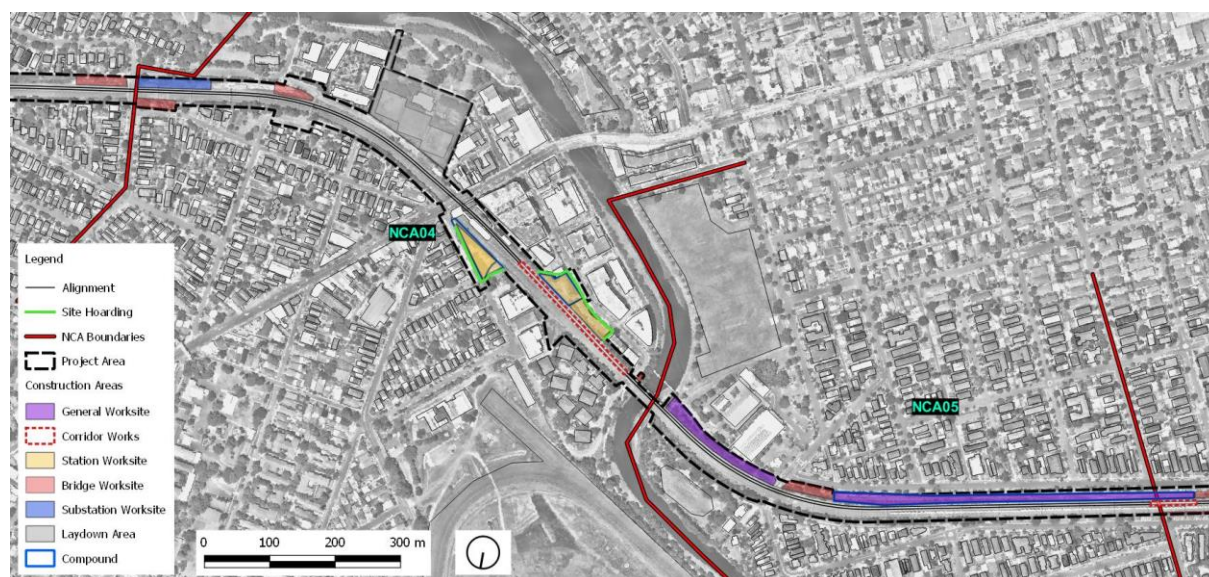 NCA04
NCA05
Legend
Alignment
Site Hoarding
NCA Boundaries
Project Area
Construction Areas
General Worksite
Corridor Works
Station Worksite
Bridge Worksite
Substation Worksite
Laydown Area
Compound
0 100 200 300 m